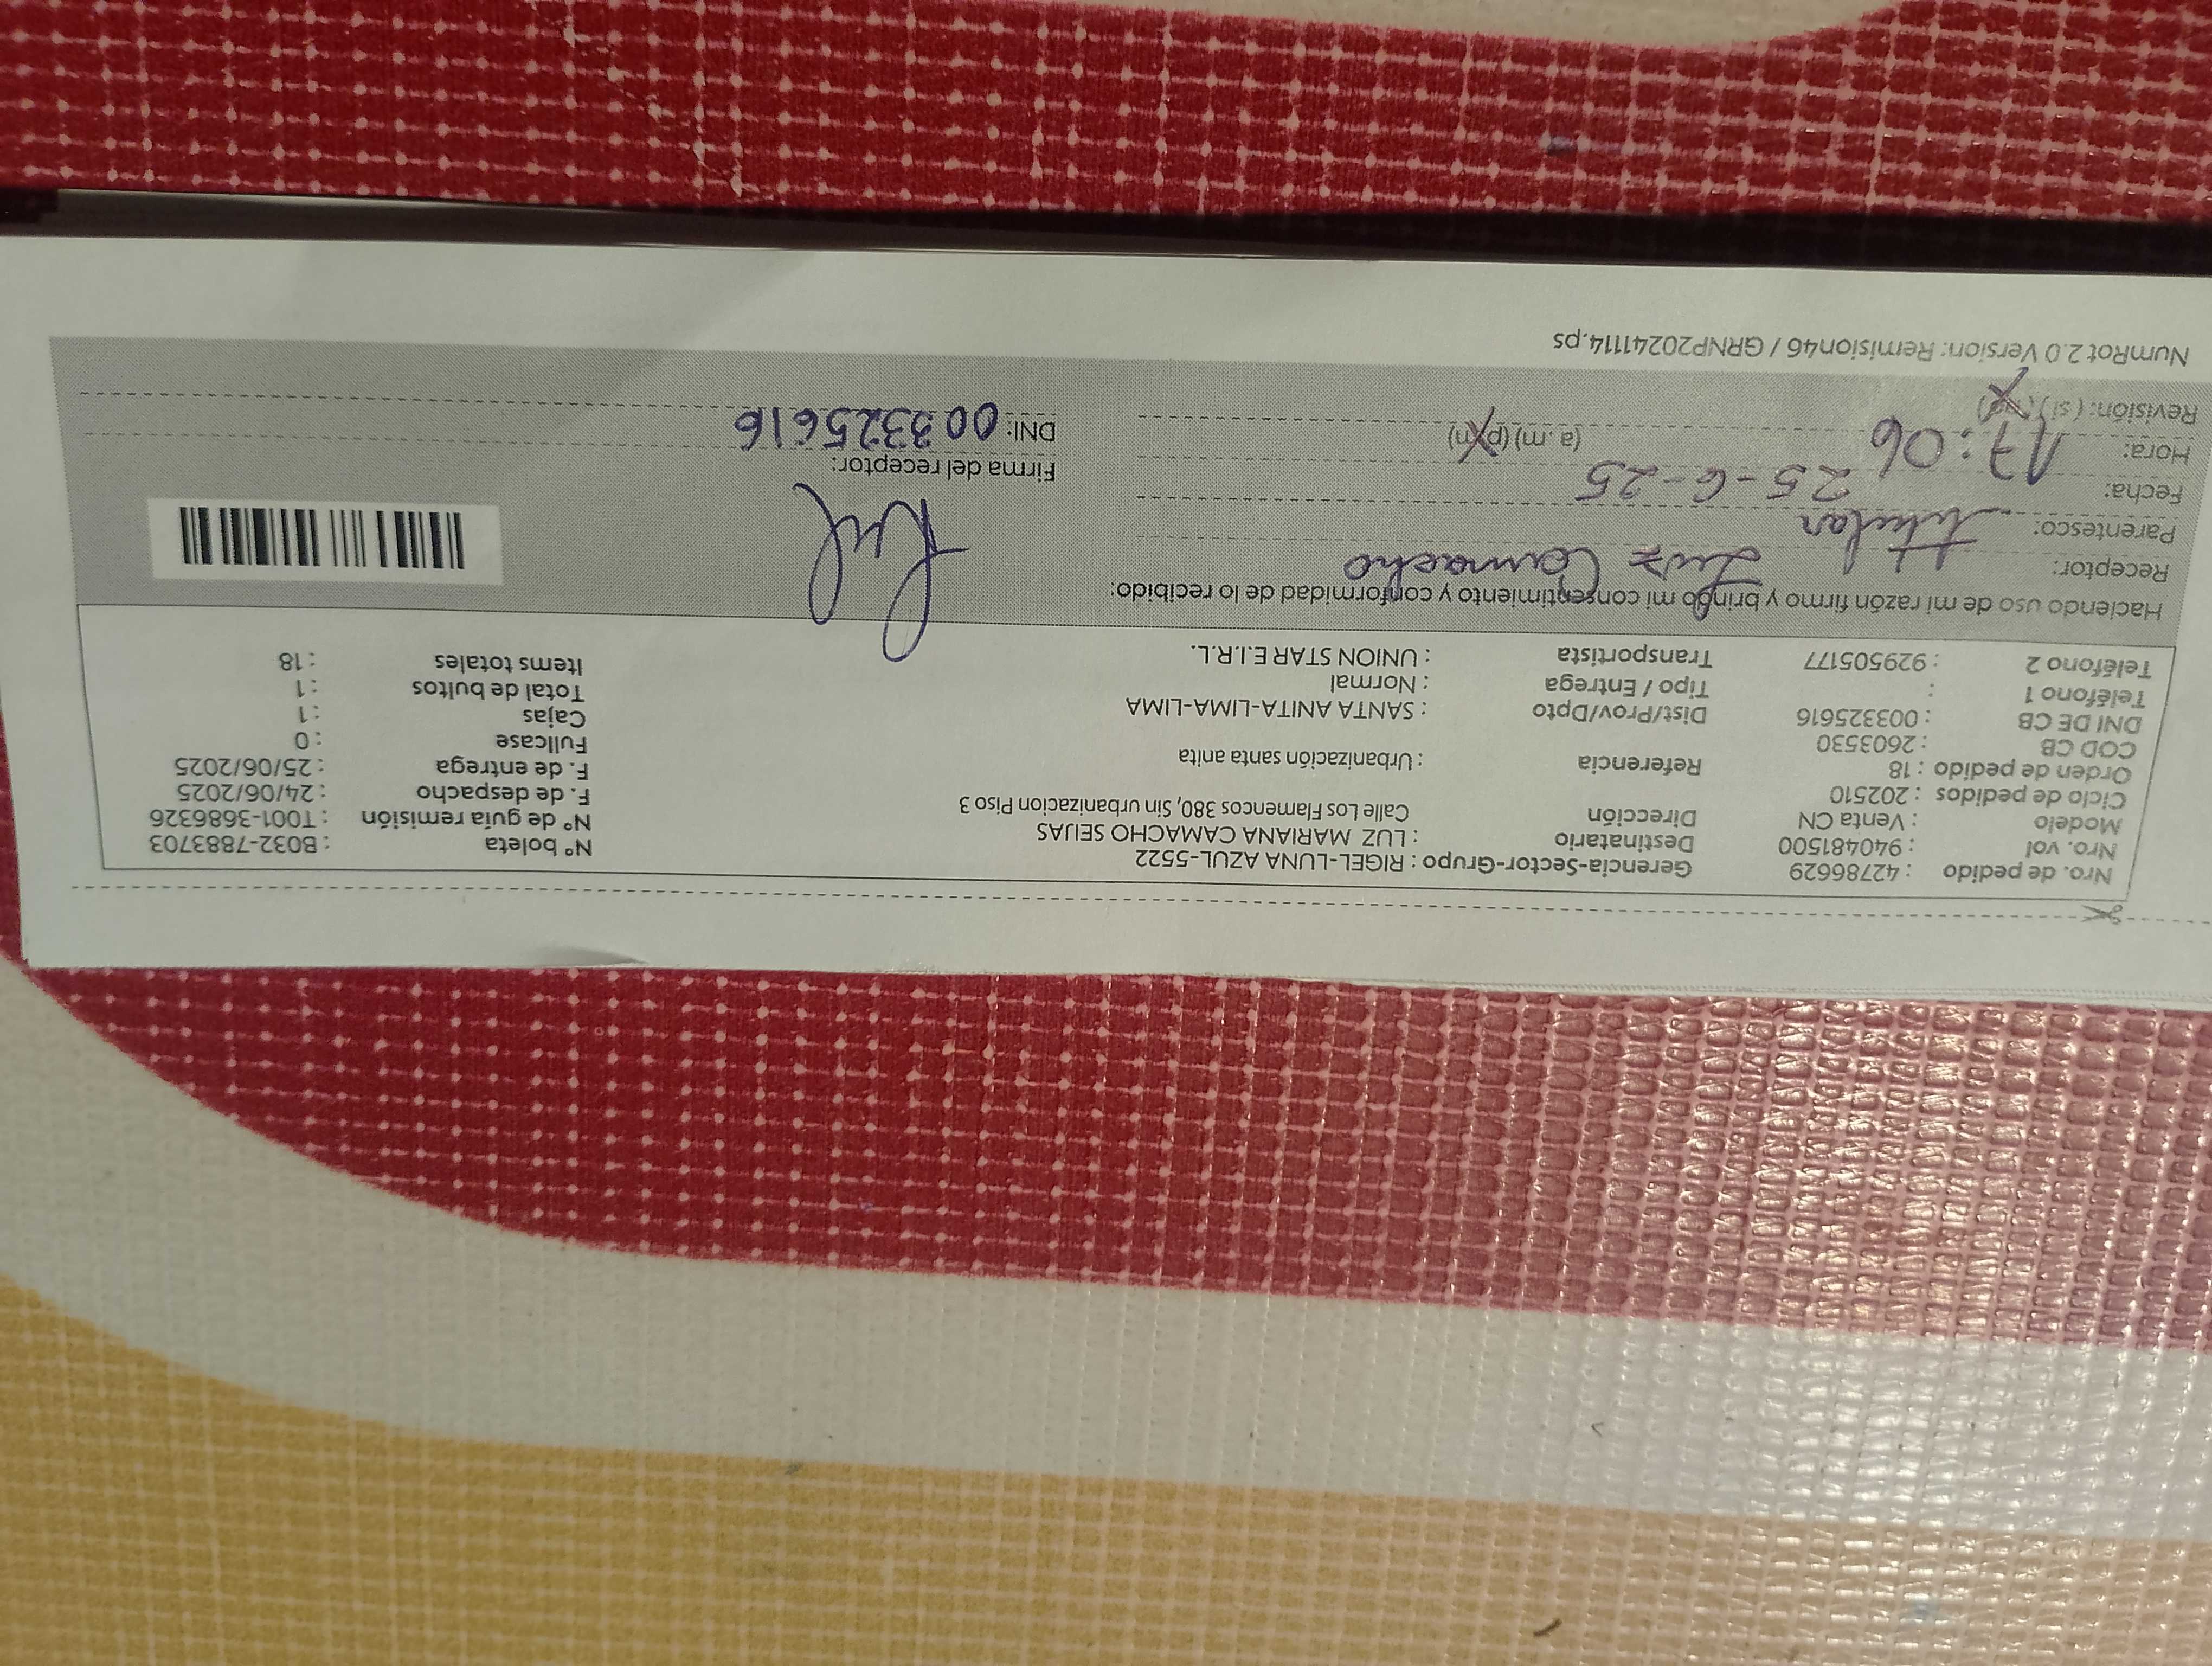 Nro. de pedido : 42786629 Gerencia-Sector-Grupo : RIGEL-LUNA AZUL-5522 N° boleta : B032-7883703
Nro. vol : 940481500 Destinatario : LUZ MARIANA CAMACHO SEIJAS N° de guía remisión : T001-3686326
Modelo : Venta CN Dirección Calle Los Flamencos 380, Sin urbanizacion Piso 3 F. de despacho : 24/06/2025
Ciclo de pedidos : 202510 F. de entrega : 25/06/2025
Orden de pedido : 18 Referencia : Urbanización santa anita Fullcase : 0
COD CB : 2603530 Cajas : 1
DNI DE CB : 003325616 Dist/Prov/Dpto : SANTA ANITA-LIMA-LIMA Total de bultos : 1
Teléfono 1 : Tipo / Entrega : Normal Items totales : 18
Teléfono 2 : 929505177 Transportista : UNION STAR E.I.R.L.
Haciendo uso de mi razón firmo y brindo mi consentimiento y conformidad de lo recibido:
Receptor: Luz Camacho
Parentesco: titular
Fecha: 25-6-25 Firma del receptor:
Hora: 17:06 (a.m) (p.m) DNI: 003325616
Revisión: (si) (no)
NumRot 2.0 Version: Remision46 / GRNP20241114.ps